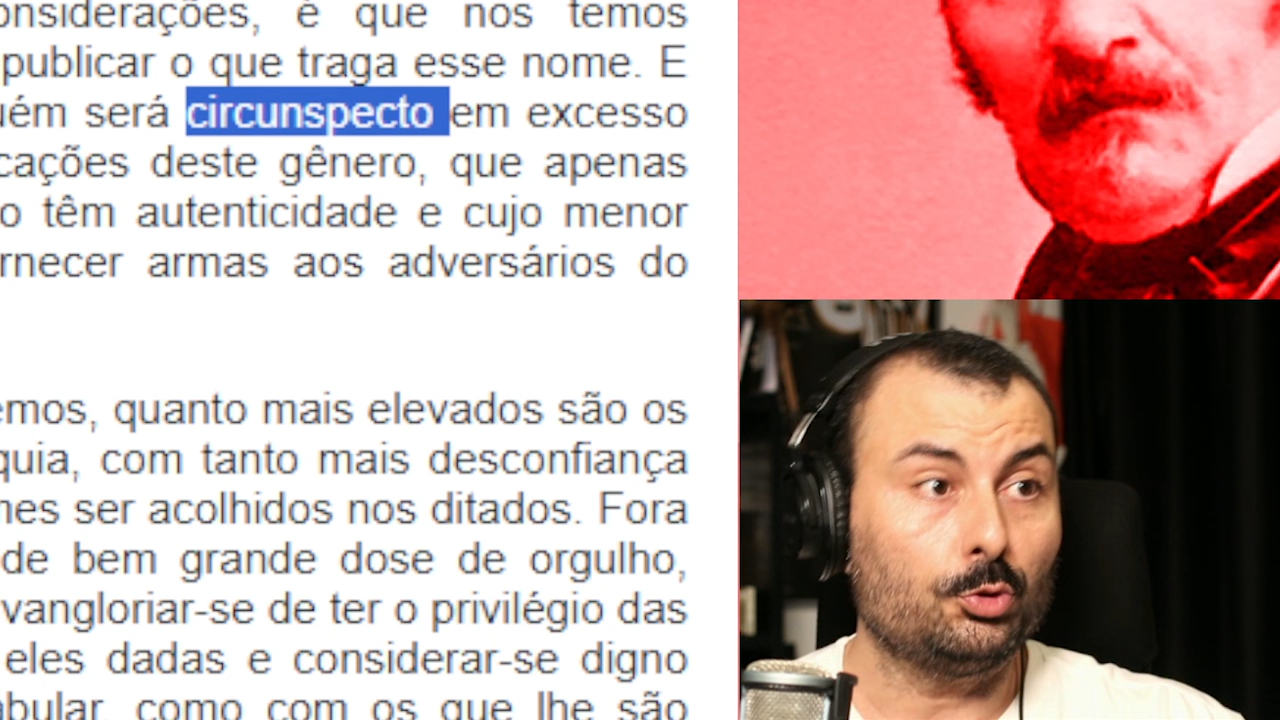 onsiderações, é que nos temos
publicar o que traga esse nome. E
uém será circunspecto em excesso
cações deste gênero, que apenas
o têm autenticidade e cujo menor
rnecer armas aos adversários do
emos, quanto mais elevados são os
quia, com tanto mais desconfiança
nes ser acolhidos nos ditados. Fora
de bem grande dose de orgulho,
vangloriar-se de ter o privilégio das
eles dadas e considerar-se digno
abular, como com os que lhe são